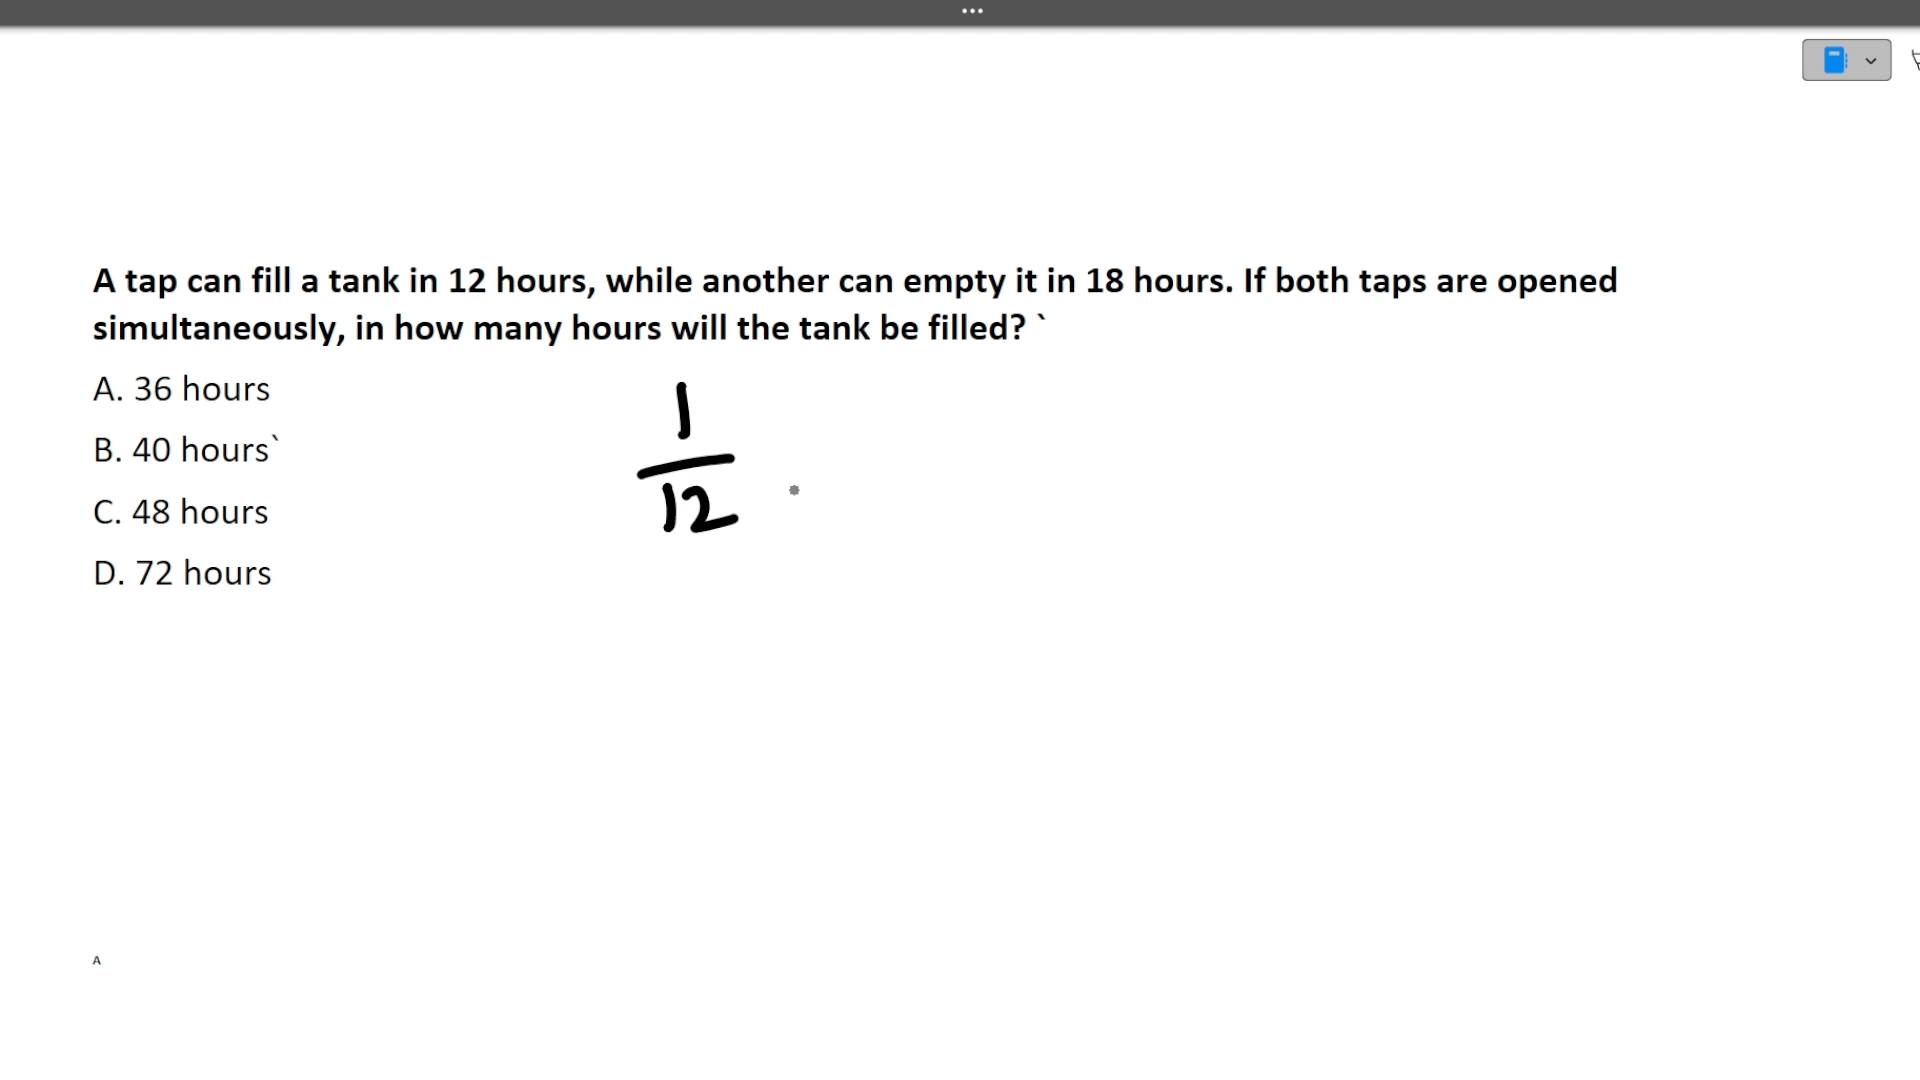 A tap can fill a tank in 12 hours, while another can empty it in 18 hours. If both taps are opened
simultaneously, in how many hours will the tank be filled? `
A. 36 hours
B. 40 hours`
C. 48 hours
D. 72 hours
1
12
A